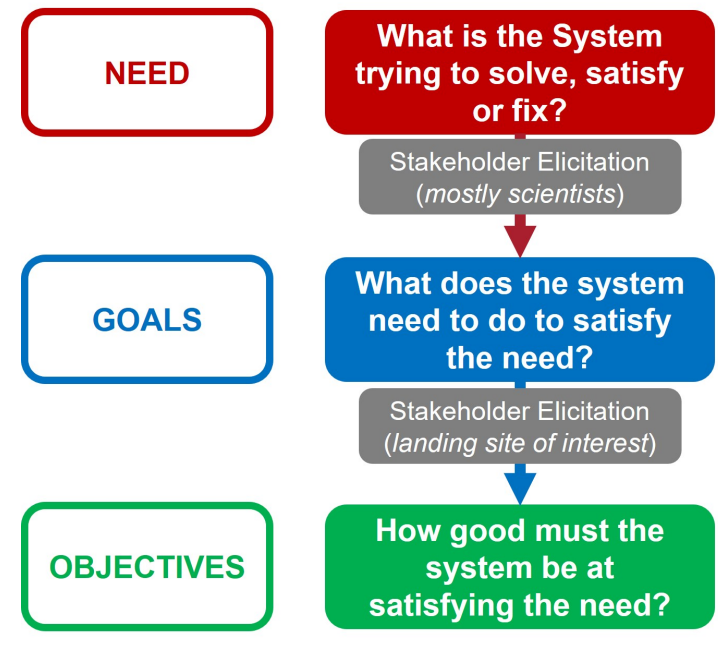 NEED
What is the System
trying to solve, satisfy
or fix?
Stakeholder Elicitation
(mostly scientists)
GOALS
What does the system
need to do to satisfy
the need?
Stakeholder Elicitation
(landing site of interest)
OBJECTIVES
How good must the
system be at
satisfying the need?